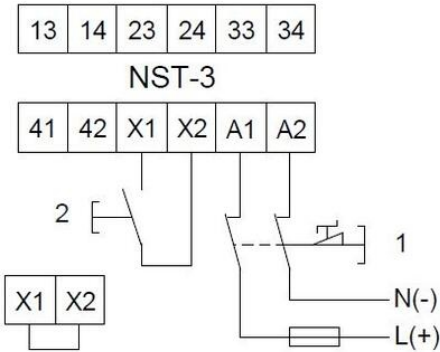 13 14 23 24 33 34
NST-3
41 42 X1 X2 A1 A2
2
1
X1 X2
N(-)
L(+)